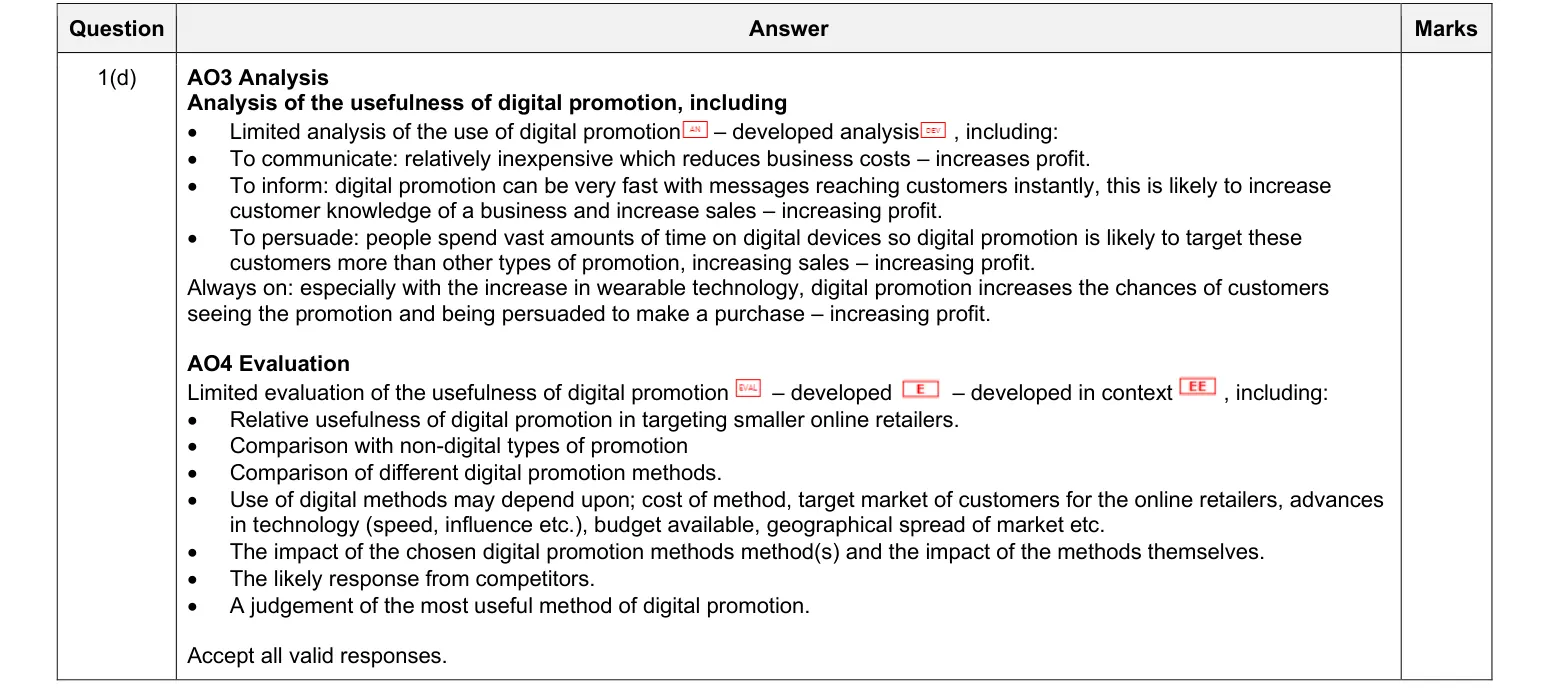 Question Answer Marks
1(d)
AO3 Analysis
Analysis of the usefulness of digital promotion, including
• Limited analysis of the use of digital promotion AN – developed analysis DEV , including:
• To communicate: relatively inexpensive which reduces business costs – increases profit.
• To inform: digital promotion can be very fast with messages reaching customers instantly, this is likely to increase
customer knowledge of a business and increase sales – increasing profit.
• To persuade: people spend vast amounts of time on digital devices so digital promotion is likely to target these
customers more than other types of promotion, increasing sales – increasing profit.
Always on: especially with the increase in wearable technology, digital promotion increases the chances of customers
seeing the promotion and being persuaded to make a purchase – increasing profit.
AO4 Evaluation
Limited evaluation of the usefulness of digital promotion EVAL – developed E – developed in context EE , including:
• Relative usefulness of digital promotion in targeting smaller online retailers.
• Comparison with non-digital types of promotion
• Comparison of different digital promotion methods.
• Use of digital methods may depend upon; cost of method, target market of customers for the online retailers, advances
in technology (speed, influence etc.), budget available, geographical spread of market etc.
• The impact of the chosen digital promotion methods method(s) and the impact of the methods themselves.
• The likely response from competitors.
• A judgement of the most useful method of digital promotion.
Accept all valid responses.